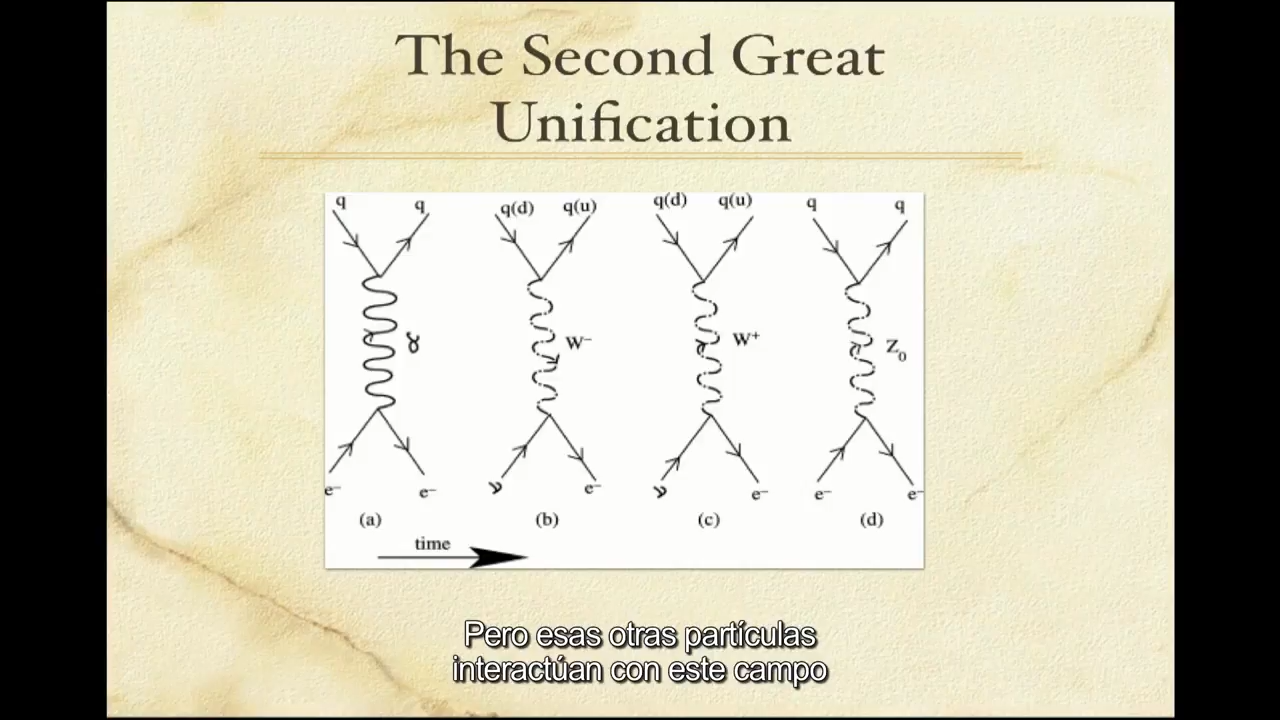 The Second Great
Unification
q q q(d) q(u) q(d) q(u) q q
γ W⁻ W⁺ Z₀
e⁻ e⁻ ν e⁻ ν e⁻ e⁻ e⁻
(a) (b) (c) (d)
time
Pero esas otras partículas
interactúan con este campo